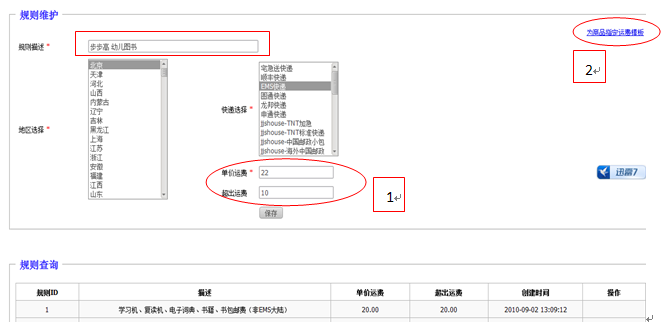 规则维护
为商品指定运费模板
规则描述 *
步步高 幼儿图书
2
地区选择 *
北京
天津
河北
山西
内蒙古
辽宁
吉林
黑龙江
上海
江苏
浙江
安徽
福建
江西
山东
快递选择 *
宅急送快递
顺丰快递
EMS快递
圆通快递
龙邦快递
申通快递
jjshouse-TNT加急
jjshouse-TNT标准快递
jjshouse-中国邮政小包
jjshouse-海外中国邮政
迅雷7
单价运费 *
22
超出运费
10
1
保存
规则查询
规则ID 描述 单价运费 超出运费 创建时间 操作
1 学习机、复读机、电子词典、书籍、书包邮费（非EMS大陆） 20.00 20.00 2010-09-02 13:09:12